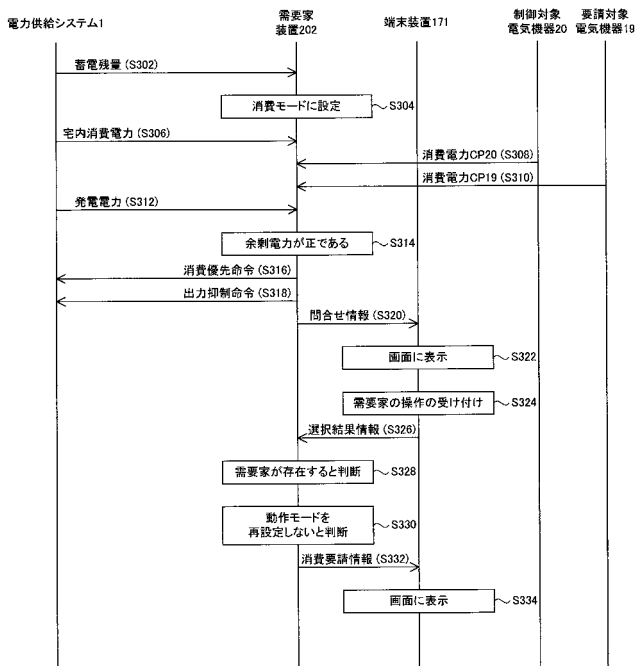 電力供給システム1
需要家
装置202
端末装置171
制御対象
電気機器20
要請対象
電気機器19
蓄電残量(S302)
消費モードに設定
S304
宅内消費電力(S306)
消費電力CP20(S308)
消費電力CP19(S310)
発電電力(S312)
余剰電力が正である
S314
消費優先命令(S316)
出力抑制命令(S318)
問合せ情報(S320)
画面に表示
S322
需要家の操作の受け付け
S324
選択結果情報(S326)
需要家が存在すると判断
S328
動作モードを
再設定しないと判断
S330
消費要請情報(S332)
画面に表示
S334